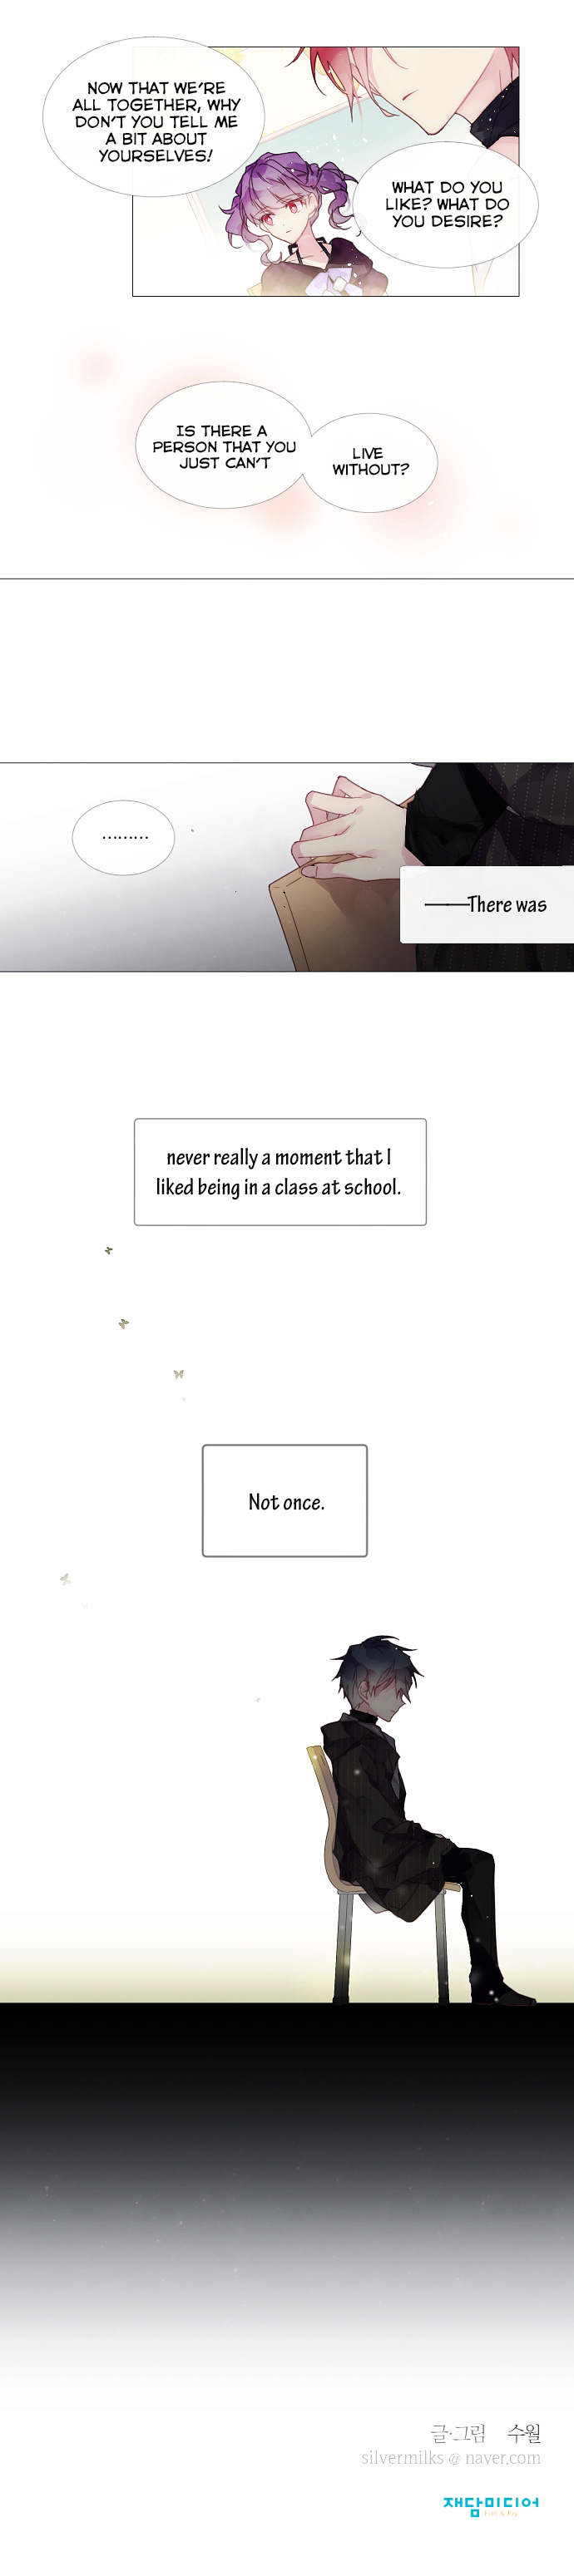 NOW THAT WE'RE
ALL TOGETHER, WHY
DON'T YOU TELL ME
A BIT ABOUT
YOURSELVES!
WHAT DO YOU
LIKE? WHAT DO
YOU DESIRE?
IS THERE A
PERSON THAT YOU
JUST CAN'T
LIVE
WITHOUT?
.........
——There was
never really a moment that I
liked being in a class at school.
Not once.
글·그림 수월
silvermilks @ naver.com
재담미디어
Fun & Joy